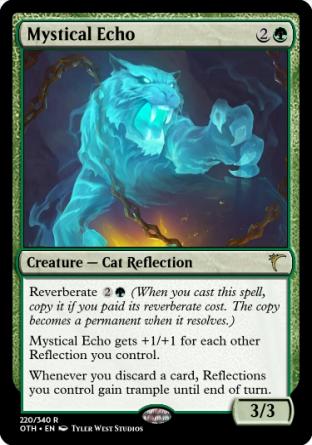 Mystical Echo 2
Creature — Cat Reflection
Reverberate 2 (When you cast this spell,
copy it if you paid its reverberate cost. The copy
becomes a permanent when it resolves.)
Mystical Echo gets +1/+1 for each other
Reflection you control.
Whenever you discard a card, Reflections
you control gain trample until end of turn.
3/3
220/340 R
OTH • EN Tyler West Studios